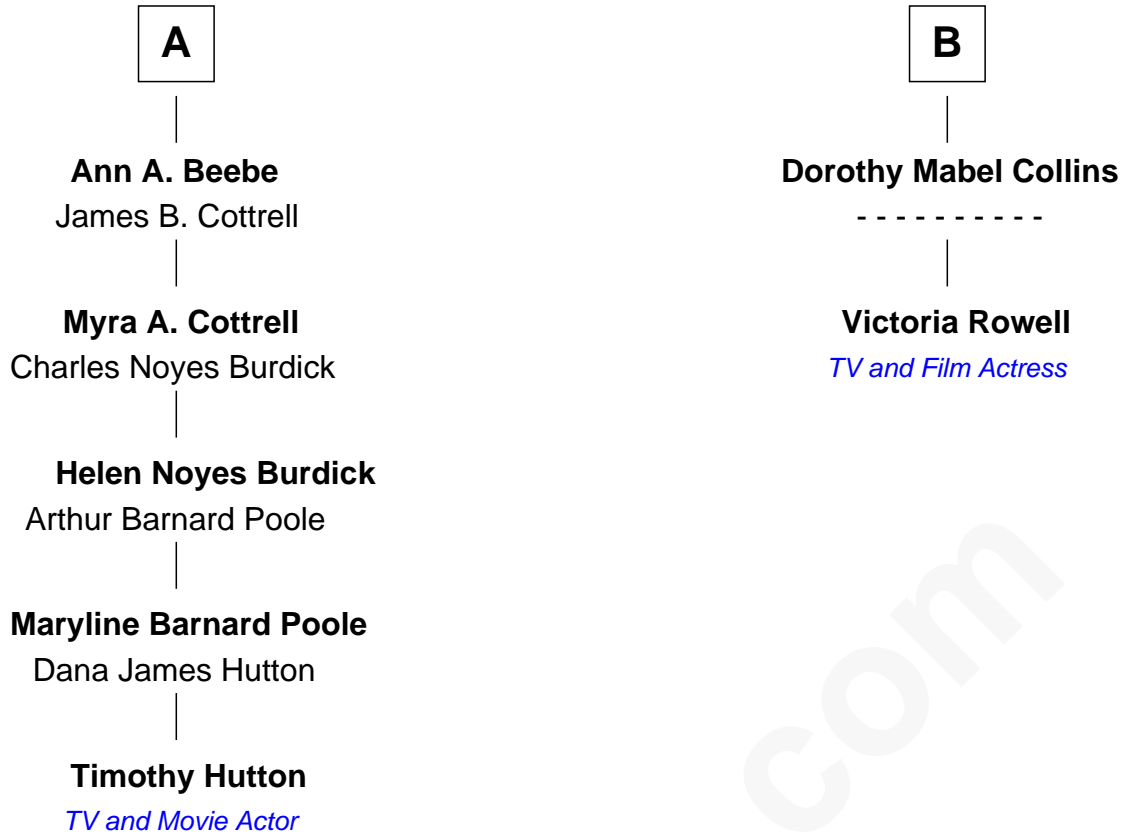 A
Ann A. Beebe
James B. Cottrell
Myra A. Cottrell
Charles Noyes Burdick
Helen Noyes Burdick
Arthur Barnard Poole
Maryline Barnard Poole
Dana James Hutton
Timothy Hutton
TV and Movie Actor
B
Dorothy Mabel Collins
- - - - - - - - - -
Victoria Rowell
TV and Film Actress
com